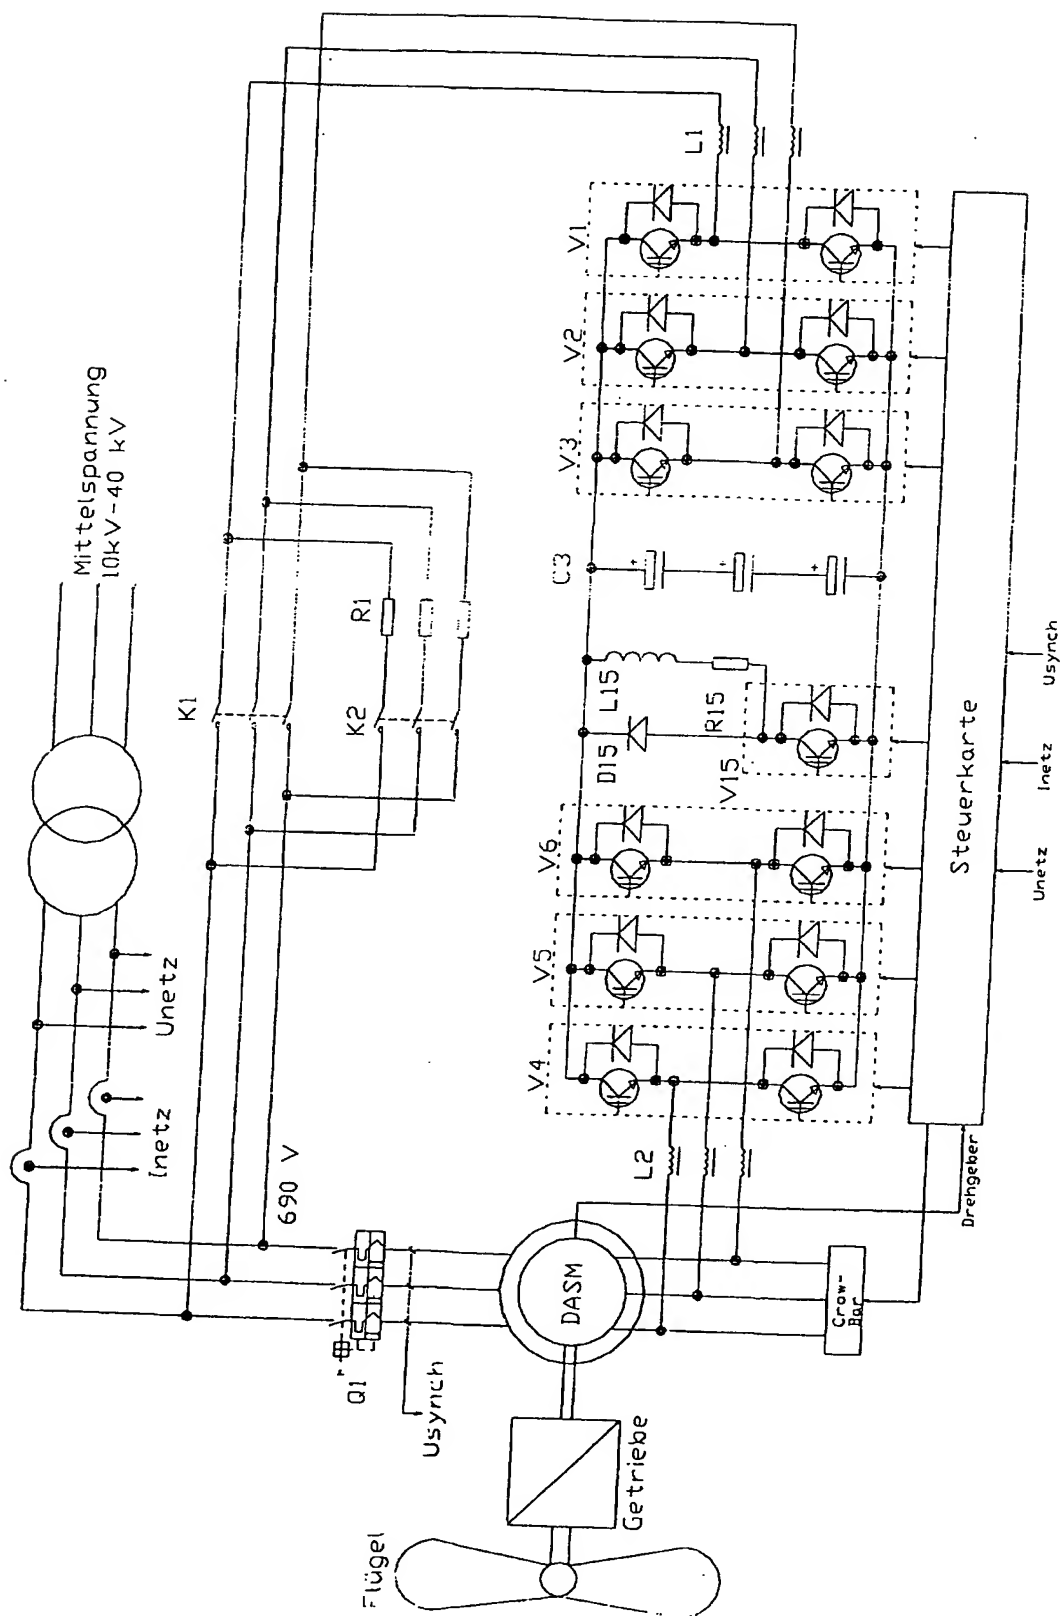 Mittelspannung
10kV-40 kV
K1
K2
R1
L1
V1
V2
V3
C3
L15
R15
D15
V15
V6
V5
V4
L2
Unetz
Inetz
690 V
Q1
Usynch
DASM
Crow-
Bar
Drehgeber
Steuerkarte
Usynch
Inetz
Unetz
Getriebe
Flügel